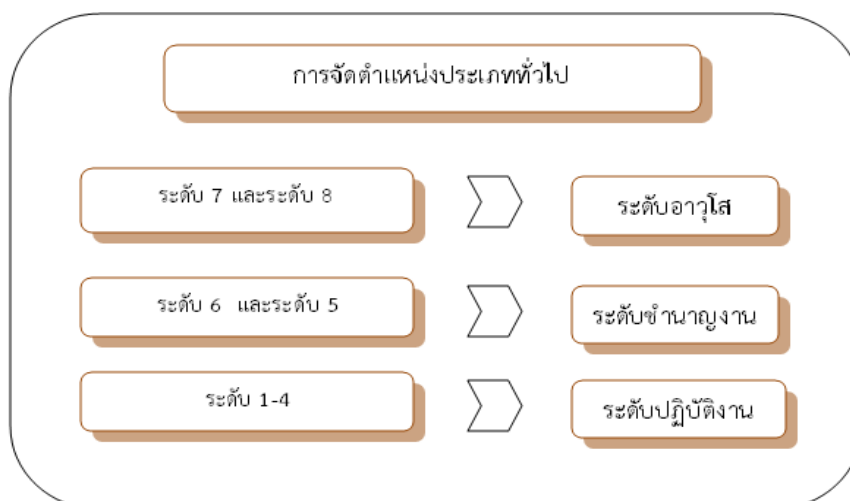 การจัดตำแหน่งประเภททั่วไป
ระดับ 7 และระดับ 8
ระดับอาวุโส
ระดับ 6 และระดับ 5
ระดับชำนาญงาน
ระดับ 1-4
ระดับปฏิบัติงาน